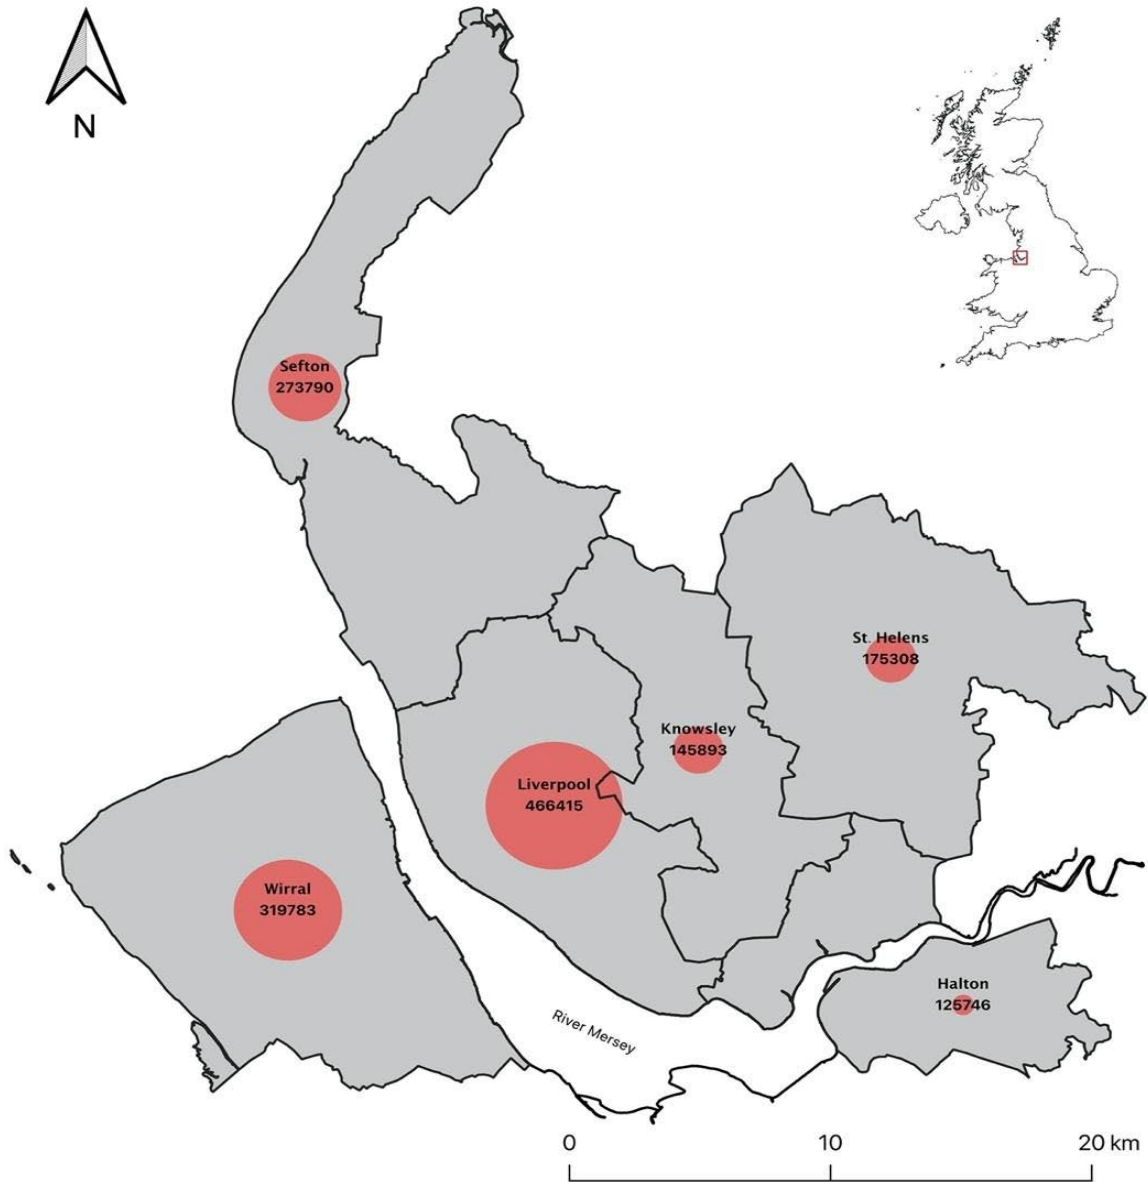 N
Sefton
273790
St. Helens
175308
Knowsley
145893
Liverpool
466415
Wirral
319783
Halton
125746
River Mersey
0 10 20 km